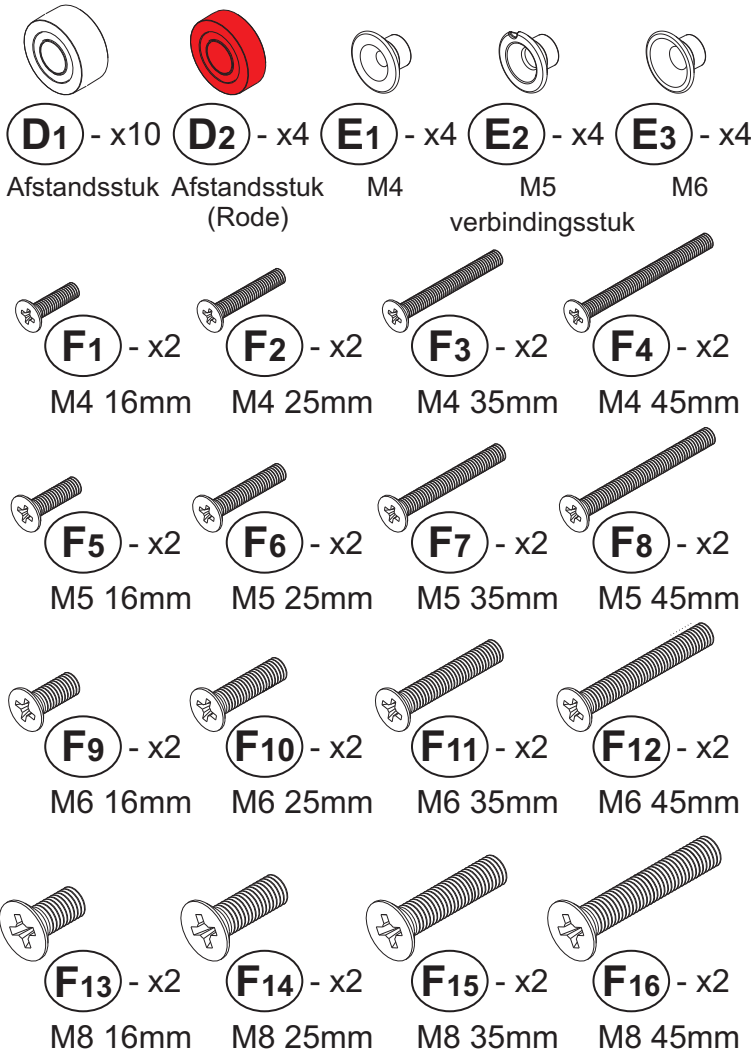 D1 - x10 D2 - x4 E1 - x4 E2 - x4 E3 - x4
Afstandsstuk Afstandsstuk M4 M5 M6
(Rode) verbindingsstuk
F1 - x2 F2 - x2 F3 - x2 F4 - x2
M4 16mm M4 25mm M4 35mm M4 45mm
F5 - x2 F6 - x2 F7 - x2 F8 - x2
M5 16mm M5 25mm M5 35mm M5 45mm
F9 - x2 F10 - x2 F11 - x2 F12 - x2
M6 16mm M6 25mm M6 35mm M6 45mm
F13 - x2 F14 - x2 F15 - x2 F16 - x2
M8 16mm M8 25mm M8 35mm M8 45mm